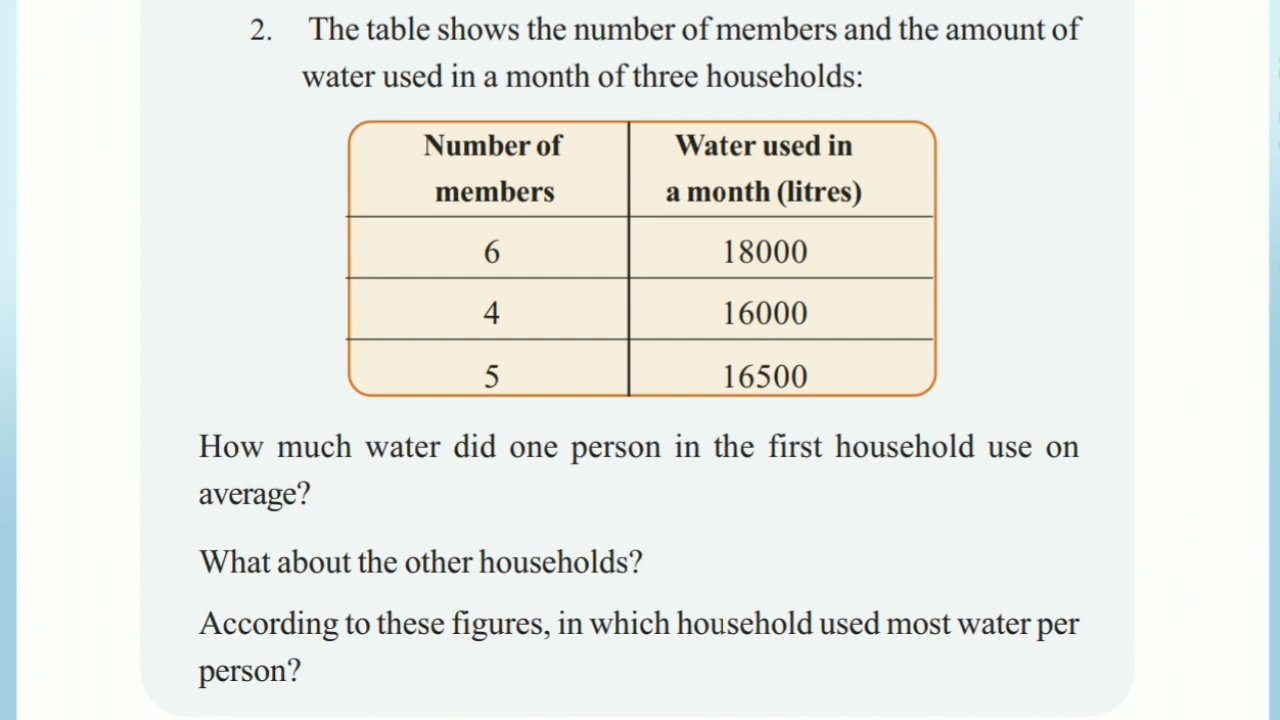 2. The table shows the number of members and the amount of
water used in a month of three households:
Number of members Water used in a month (litres)
6 18000
4 16000
5 16500
How much water did one person in the first household use on
average?
What about the other households?
According to these figures, in which household used most water per
person?